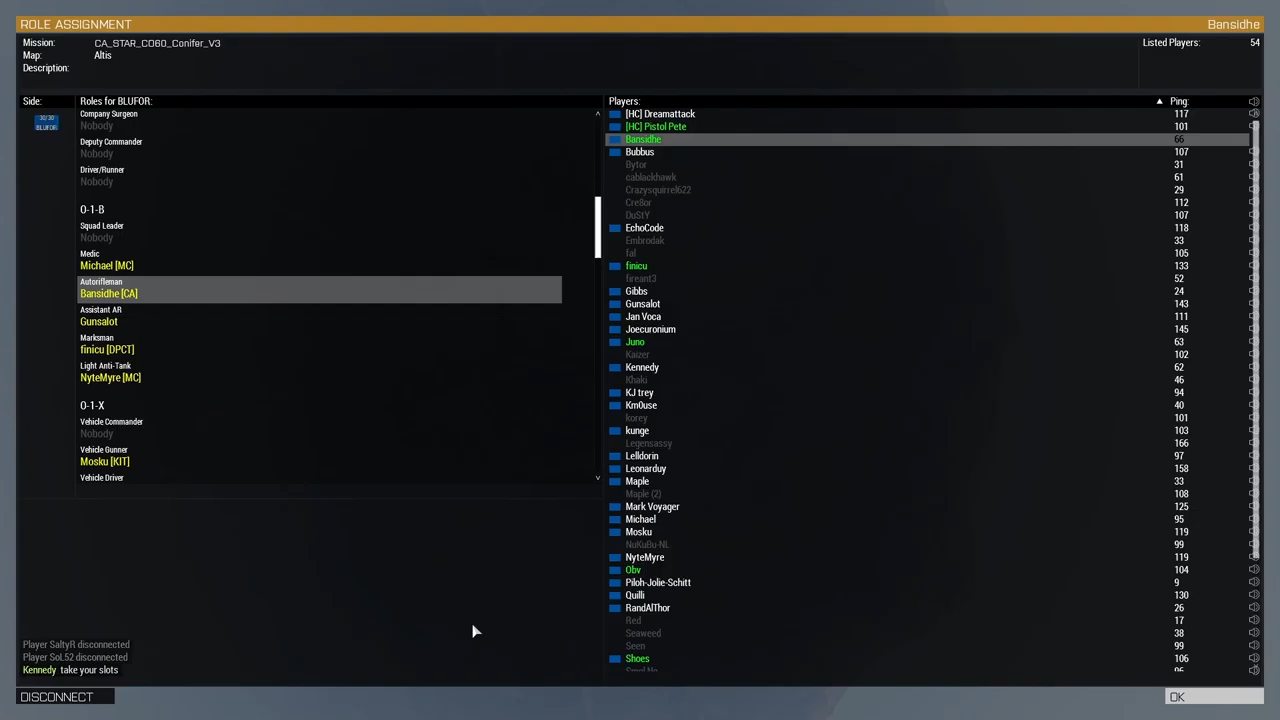 ROLE ASSIGNMENT Bansidhe
Mission: CA_STAR_CO60_Conifer_V3 Listed Players: 54
Map: Altis
Description:
Side: Roles for BLUFOR:
30/30
BLUFOR
Company Surgeon
Nobody
Deputy Commander
Nobody
Driver/Runner
Nobody
O-1-B
Squad Leader
Nobody
Medic
Michael [MC]
Autorifleman
Bansidhe [CA]
Assistant AR
Gunsalot
Marksman
finicu [DPCT]
Light Anti-Tank
NyteMyre [MC]
O-1-X
Vehicle Commander
Nobody
Vehicle Gunner
Mosku [KIT]
Vehicle Driver
Players: Ping:
[HC] Dreamattack 117
[HC] Pistol Pete 101
Bansidhe 66
Bubbus 107
Bytor 31
cablackhawk 61
Crazysquirrel622 29
Cre8or 112
DuStY 107
EchoCode 118
Embrodak 33
fal 105
finicu 133
fireant3 52
Gibbs 24
Gunsalot 143
Jan Voca 111
Joecuronium 145
Juno 63
Kaizer 102
Kennedy 62
Khaki 46
KJ trey 94
Km0use 40
korey 101
kunge 103
Legensassy 166
Lelldorin 97
Leonarduy 158
Maple 33
Maple (2) 108
Mark Voyager 125
Michael 95
Mosku 119
NuKuBu-NL 99
NyteMyre 119
Obv 104
Piloh-Jolie-Schitt 9
Quilli 130
RandAlThor 26
Red 17
Seaweed 38
Seen 99
Shoes 106
Player SaltyR disconnected
Player SoL52 disconnected
Kennedy take your slots
DISCONNECT OK